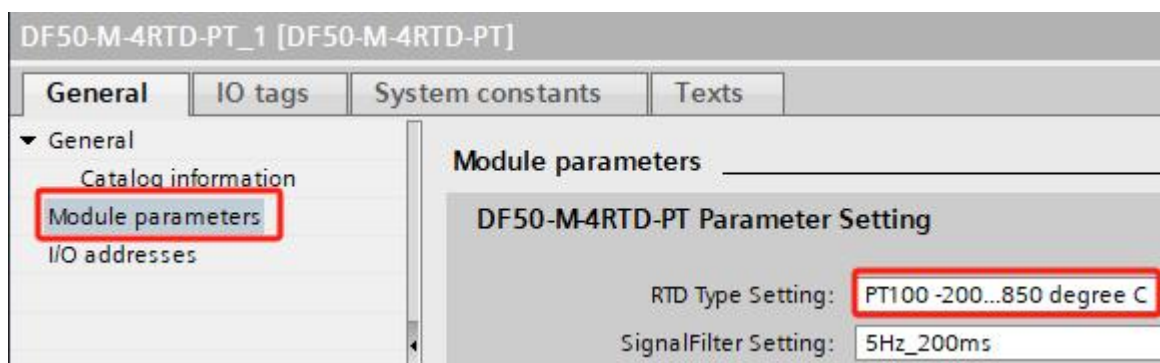 DF50-M-4RTD-PT_1 [DF50-M-4RTD-PT]
General IO tags System constants Texts
General
Catalog information
Module parameters
I/O addresses
Module parameters
DF50-M-4RTD-PT Parameter Setting
RTD Type Setting: PT100 -200...850 degree C
SignalFilter Setting: 5Hz_200ms